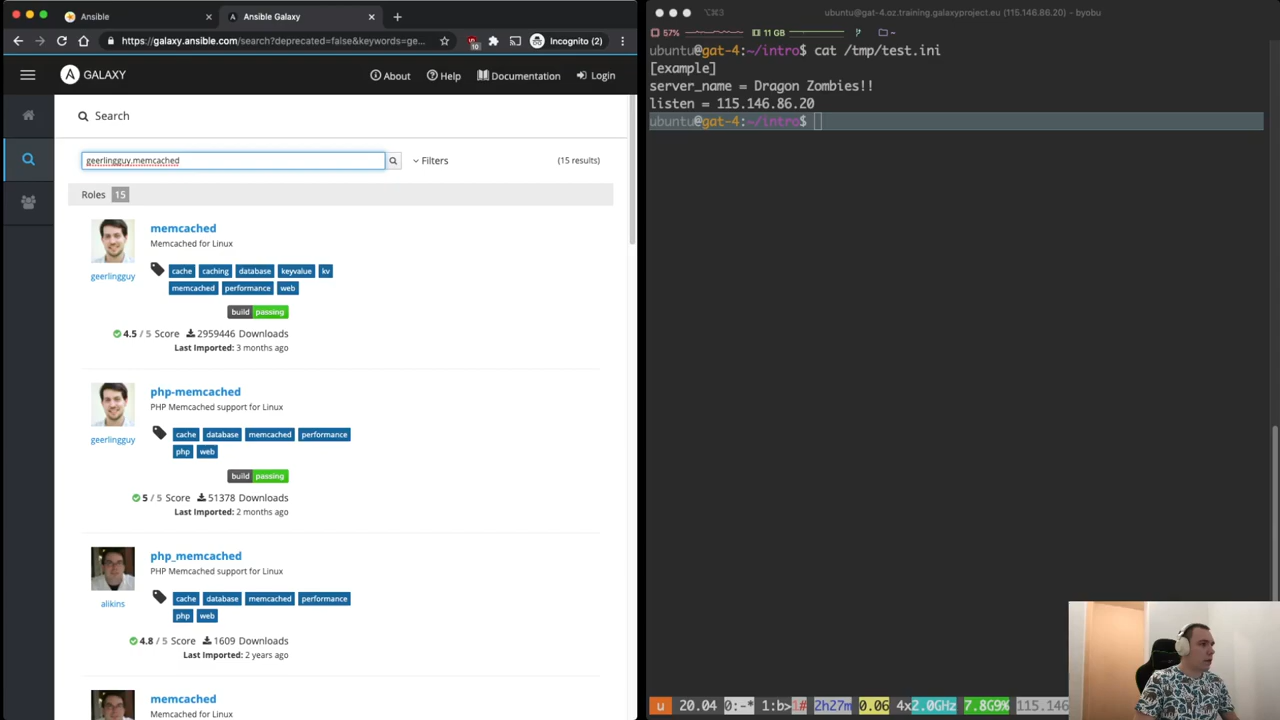 Ansible
Ansible Galaxy
https://galaxy.ansible.com/search?deprecated=false&keywords=ge...
10
Incognito (2)
GALAXY
About
Help
Documentation
Login
Search
geerlingguy.memcached
Filters
(15 results)
Roles 15
memcached
Memcached for Linux
geerlingguy
cache caching database keyvalue kv
memcached performance web
build passing
4.5 / 5 Score 2959446 Downloads
Last Imported: 3 months ago
php-memcached
PHP Memcached support for Linux
geerlingguy
cache database memcached performance
php web
build passing
5 / 5 Score 51378 Downloads
Last Imported: 2 months ago
php_memcached
PHP Memcached support for Linux
alikins
cache database memcached performance
php web
4.8 / 5 Score 1609 Downloads
Last Imported: 2 years ago
memcached
Memcached for Linux
⌥⌘3
ubuntu@gat-4.oz.training.galaxyproject.eu (115.146.86.20) - byobu
57%
11 GB
ubuntu@gat-4:~/intro$ cat /tmp/test.ini
[example]
server_name = Dragon Zombies!!
listen = 115.146.86.20
ubuntu@gat-4:~/intro$
u 20.04 0:-* 1:b>1# 2h27m 0.06 4x2.0GHz 7.8G9% 115.146